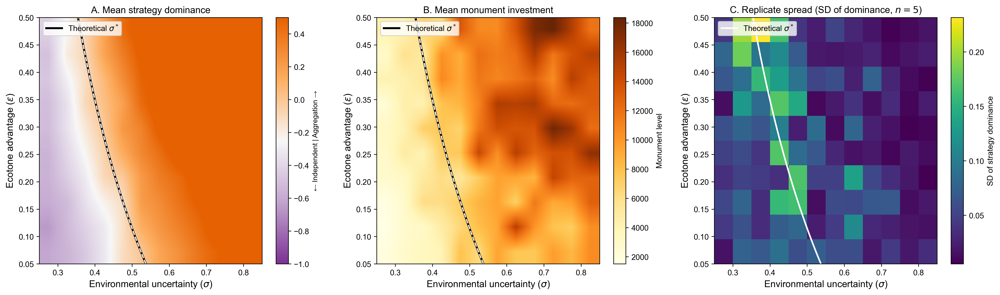 A. Mean strategy dominance
Theoretical σ*
0.50
0.45
0.40
0.35
0.30
0.25
0.20
0.15
0.10
0.05
Ecotone advantage (ε)
0.3 0.4 0.5 0.6 0.7 0.8
Environmental uncertainty (σ)
0.4
0.2
0.0
−0.2
−0.4
−0.6
−0.8
−1.0
← Independent | Aggregation →
B. Mean monument investment
Theoretical σ*
0.50
0.45
0.40
0.35
0.30
0.25
0.20
0.15
0.10
0.05
Ecotone advantage (ε)
0.3 0.4 0.5 0.6 0.7 0.8
Environmental uncertainty (σ)
18000
16000
14000
12000
10000
8000
6000
4000
2000
Monument level
C. Replicate spread (SD of dominance, n = 5)
Theoretical σ*
0.50
0.45
0.40
0.35
0.30
0.25
0.20
0.15
0.10
0.05
Ecotone advantage (ε)
0.3 0.4 0.5 0.6 0.7 0.8
Environmental uncertainty (σ)
0.20
0.15
0.10
0.05
SD of strategy dominance